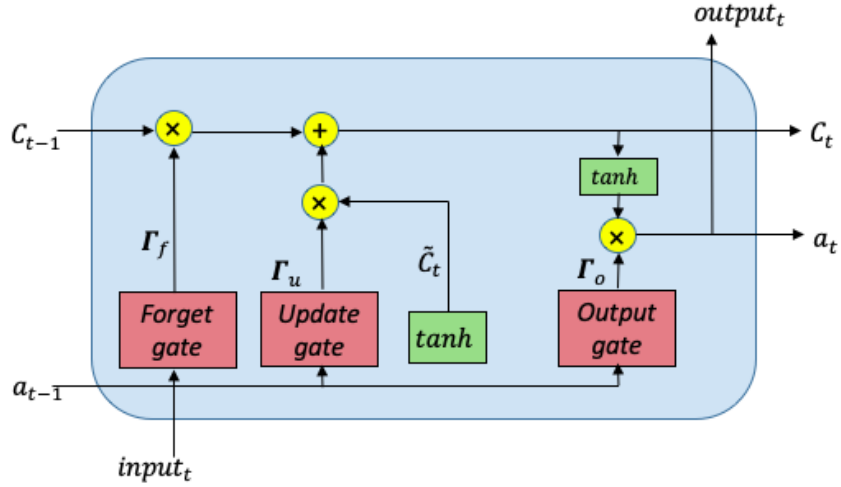 output_t
C_{t-1}
×
+
C_t
tanh
×
×
a_t
Γ_f
Γ_u
C̃_t
Γ_o
Forget
gate
Update
gate
tanh
Output
gate
a_{t-1}
input_t